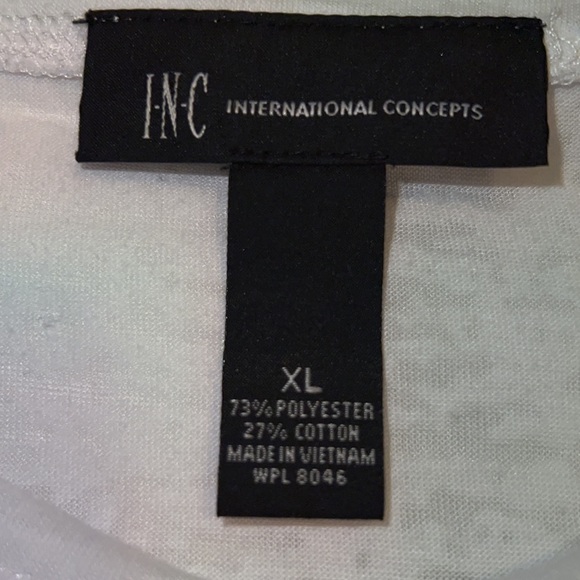 I·N·C INTERNATIONAL CONCEPTS
XL
73% POLYESTER
27% COTTON
MADE IN VIETNAM
WPL 8046